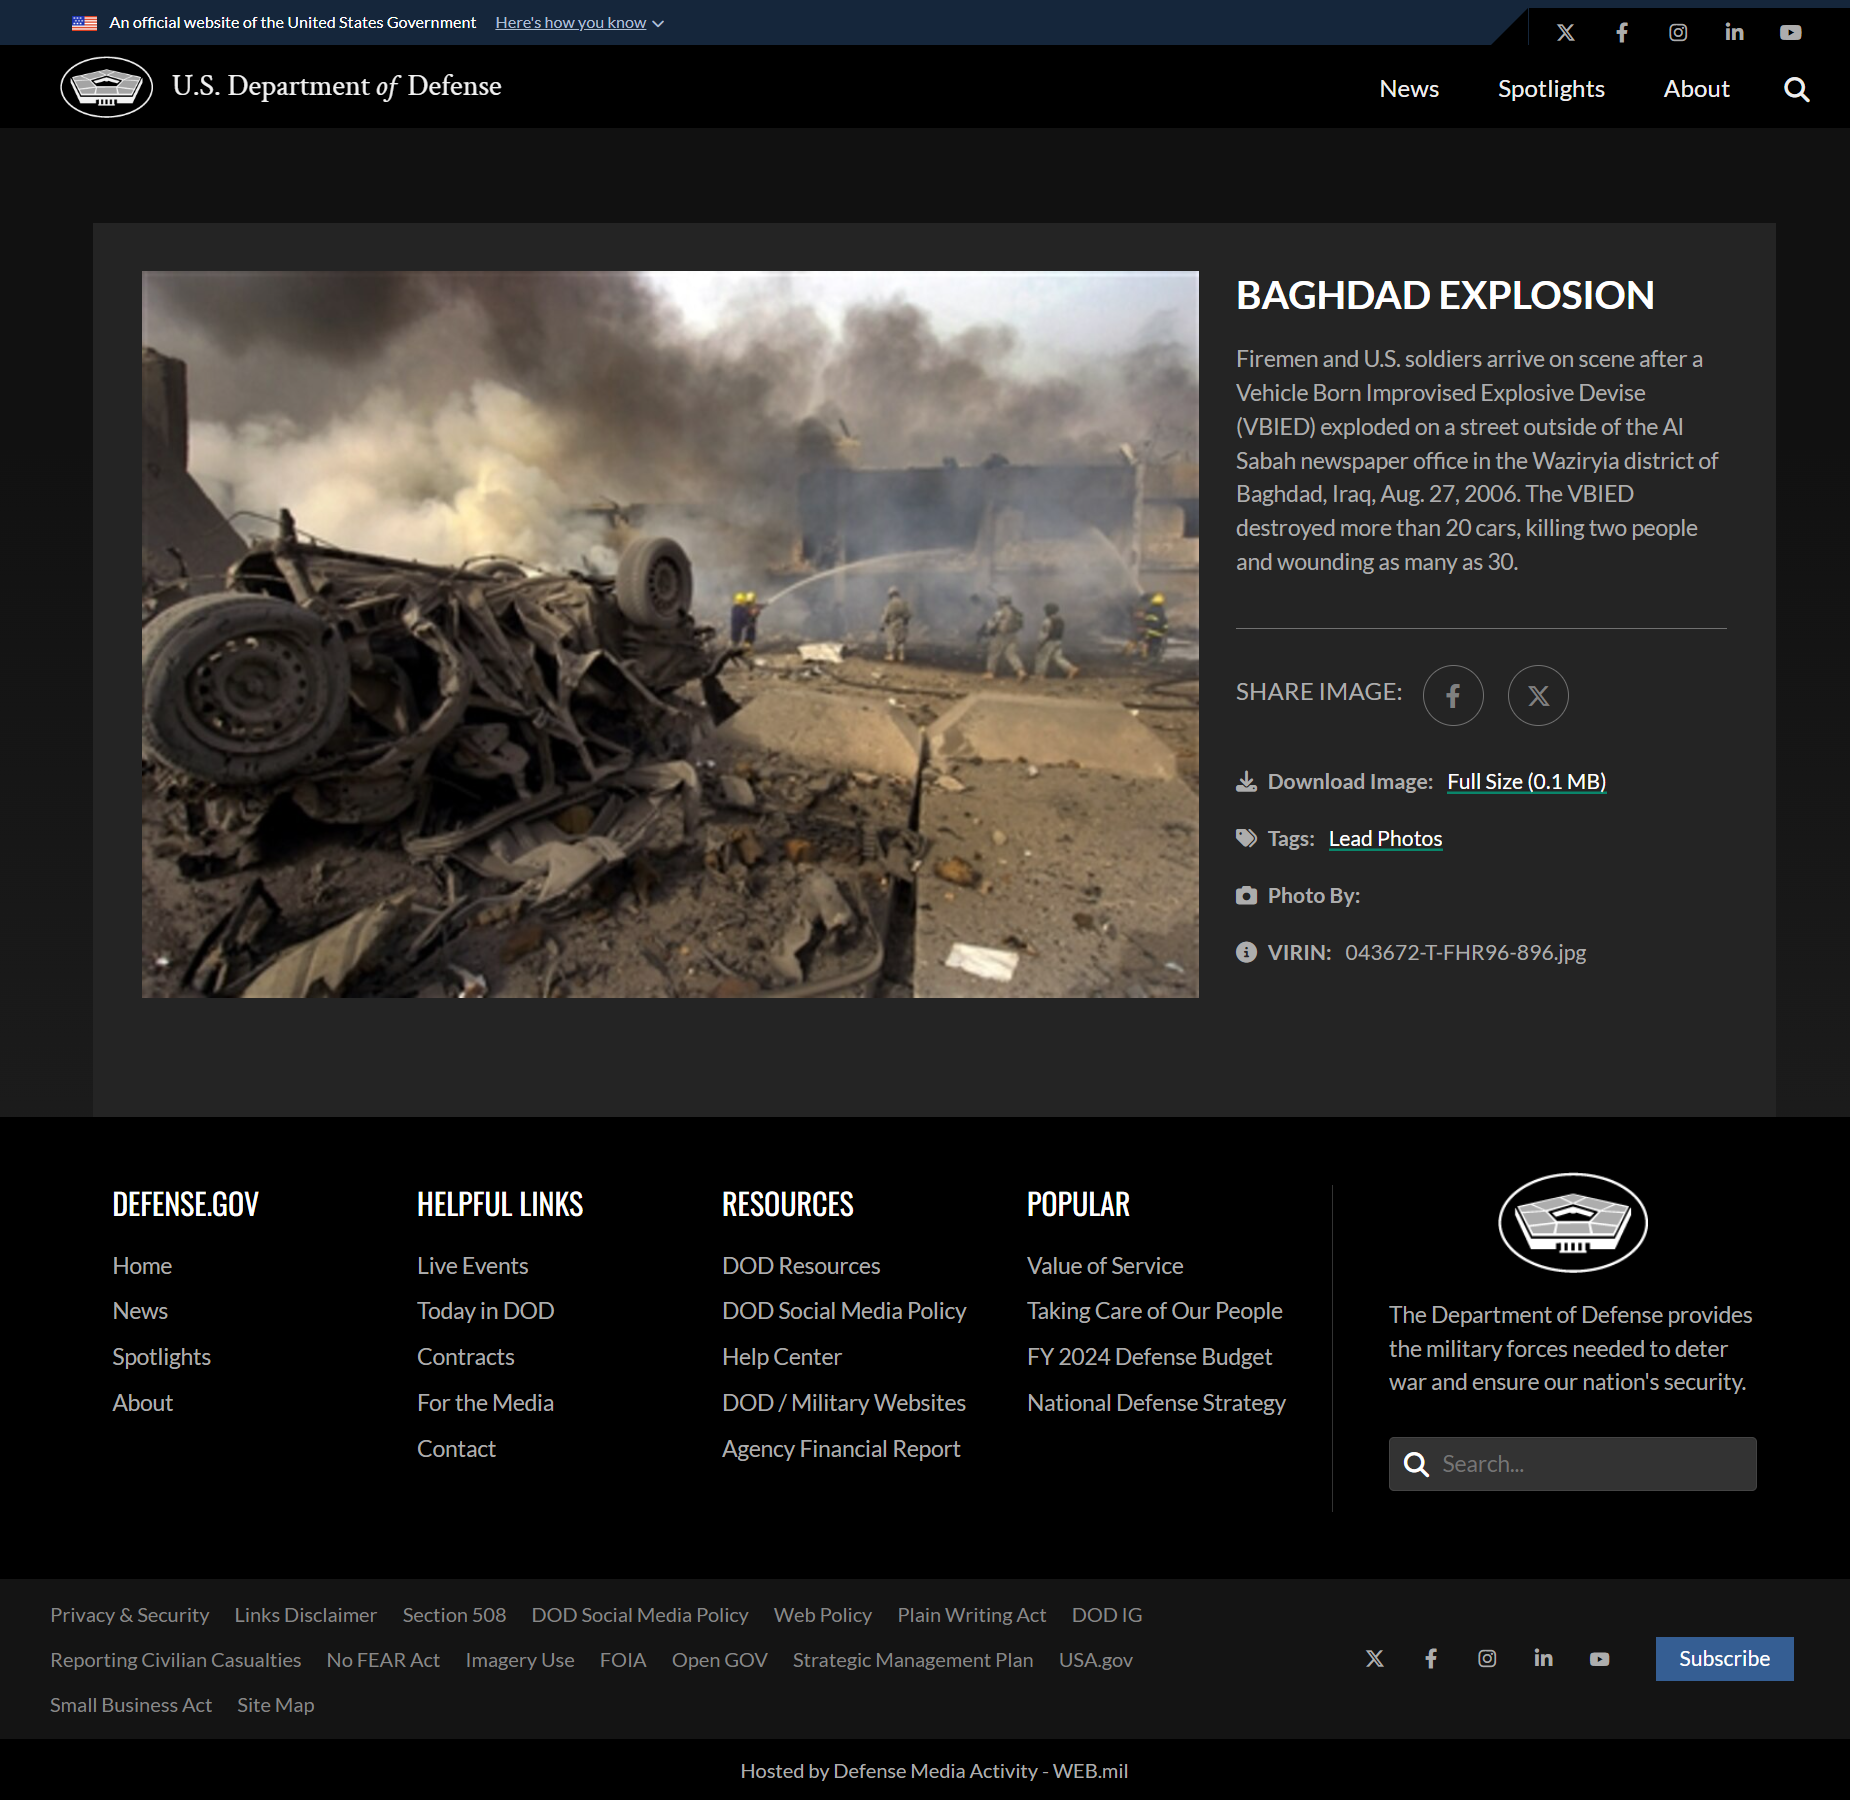 An official website of the United States Government Here's how you know
U.S. Department of Defense
News Spotlights About
BAGHDAD EXPLOSION
Firemen and U.S. soldiers arrive on scene after a
Vehicle Born Improvised Explosive Devise
(VBIED) exploded on a street outside of the Al
Sabah newspaper office in the Waziryia district of
Baghdad, Iraq, Aug. 27, 2006. The VBIED
destroyed more than 20 cars, killing two people
and wounding as many as 30.
SHARE IMAGE:
Download Image: Full Size (0.1 MB)
Tags: Lead Photos
Photo By:
VIRIN: 043672-T-FHR96-896.jpg
DEFENSE.GOV
Home
News
Spotlights
About
HELPFUL LINKS
Live Events
Today in DOD
Contracts
For the Media
Contact
RESOURCES
DOD Resources
DOD Social Media Policy
Help Center
DOD / Military Websites
Agency Financial Report
POPULAR
Value of Service
Taking Care of Our People
FY 2024 Defense Budget
National Defense Strategy
The Department of Defense provides
the military forces needed to deter
war and ensure our nation's security.
Search...
Privacy & Security Links Disclaimer Section 508 DOD Social Media Policy Web Policy Plain Writing Act DOD IG
Reporting Civilian Casualties No FEAR Act Imagery Use FOIA Open GOV Strategic Management Plan USA.gov
Small Business Act Site Map
Subscribe
Hosted by Defense Media Activity - WEB.mil